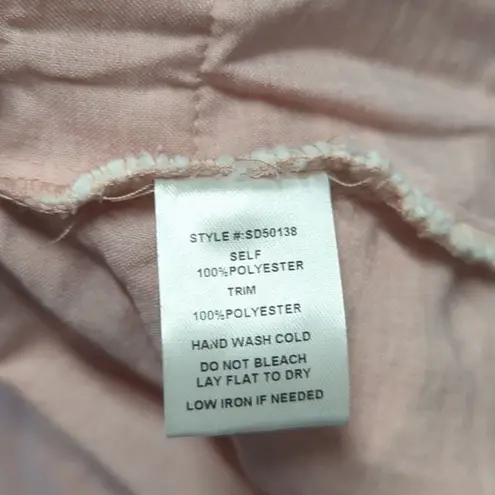 STYLE #:SD50138
SELF
100%POLYESTER
TRIM
100%POLYESTER
HAND WASH COLD
DO NOT BLEACH
LAY FLAT TO DRY
LOW IRON IF NEEDED